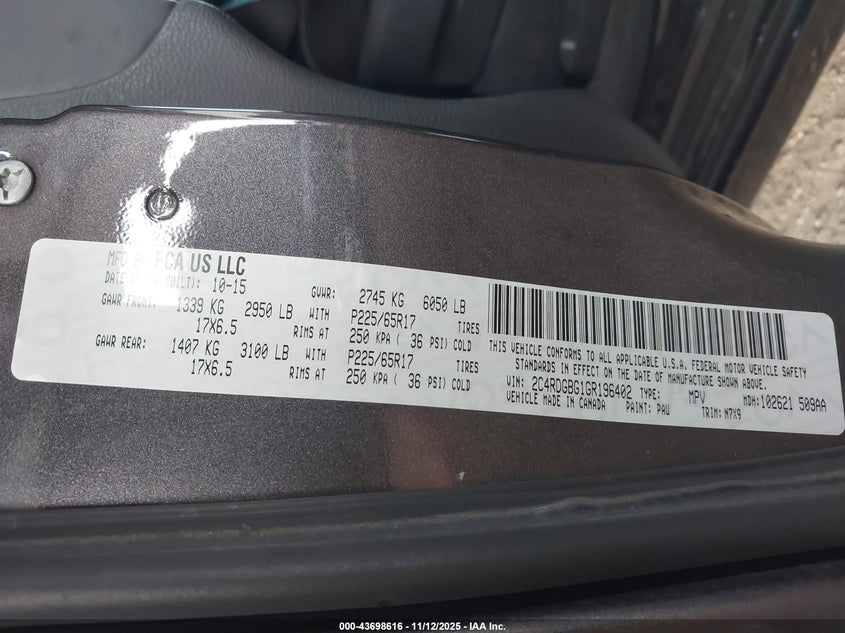 MFD BY FCA US LLC
DATE OF MFR (BUILT): 10-15 GVWR: 2745 KG 6050 LB
GAWR FRONT: 1339 KG 2950 LB WITH P225/65R17 TIRES
17X6.5 RIMS AT 250 KPA ( 36 PSI) COLD
GAWR REAR: 1407 KG 3100 LB WITH P225/65R17 TIRES
17X6.5 RIMS AT 250 KPA ( 36 PSI) COLD
THIS VEHICLE CONFORMS TO ALL APPLICABLE U.S.A. FEDERAL MOTOR VEHICLE SAFETY
STANDARDS IN EFFECT ON THE DATE OF MANUFACTURE SHOWN ABOVE.
VIN: 2C4RDGBG1GR196402 TYPE: MPV MDH:102621 509AA
VEHICLE MADE IN CANADA PAINT: PAU TRIM: M7X9
000-43698616 - 11/12/2025 - IAA Inc.